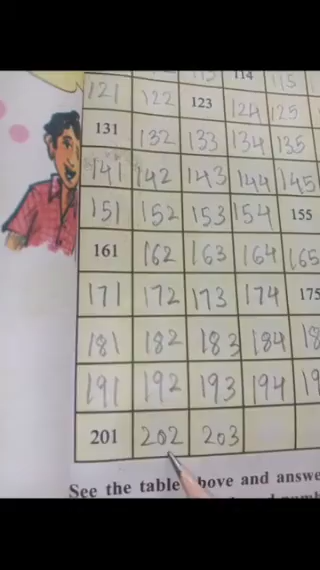 114 115
121 122 123 124 125
131 132 133 134 135
141 142 143 144 145
151 152 153 154 155
161 162 163 164 165
171 172 173 174 175
181 182 183 184
191 192 193 194
201 202 203
See the table above and answe